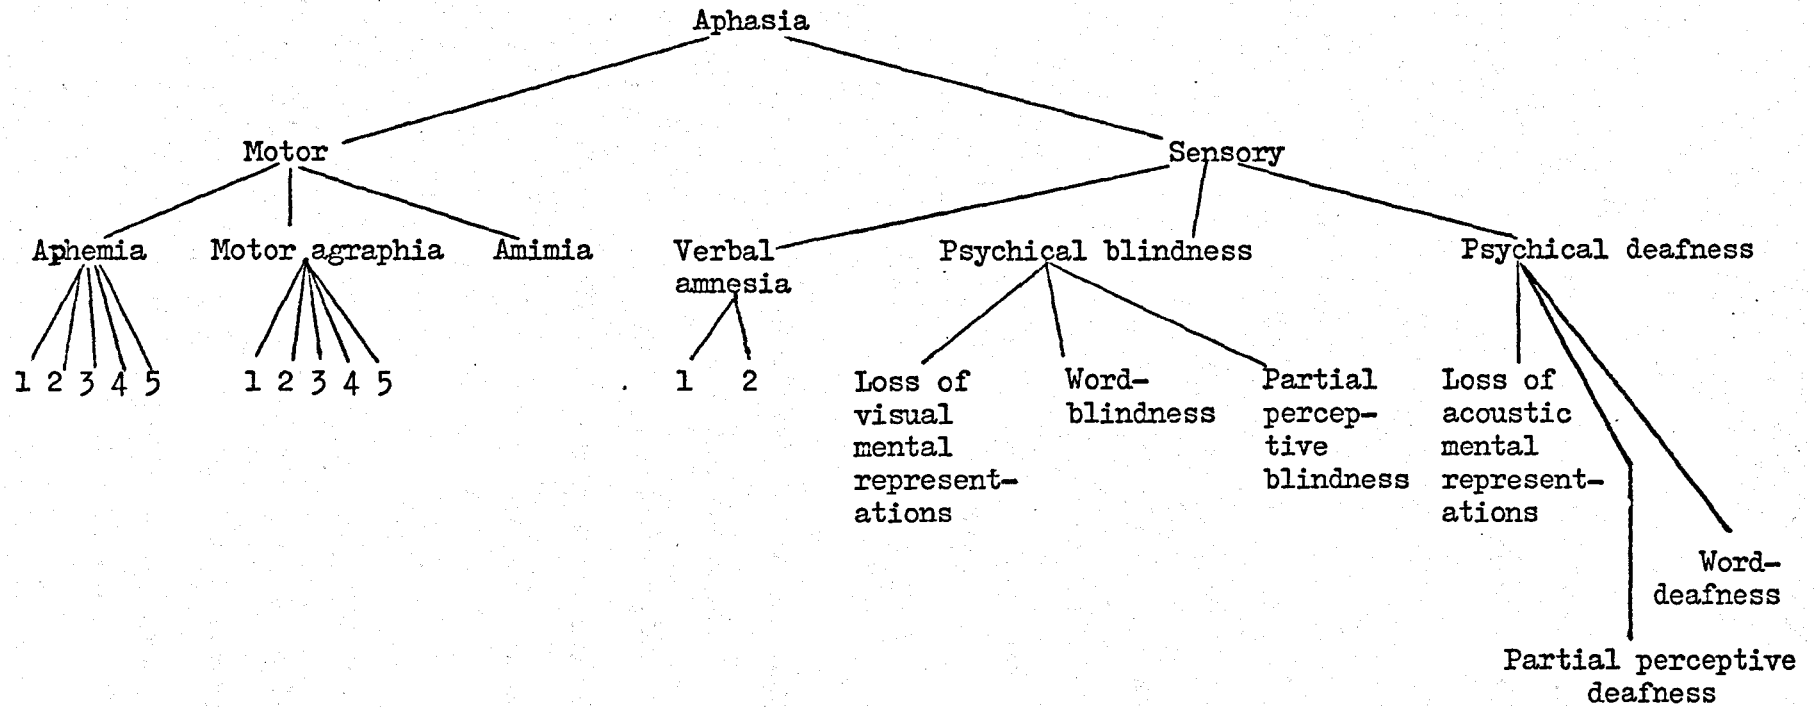 Aphasia
Motor
Sensory
Aphemia
Motor agraphia
Amimia
Verbal
amnesia
Psychical blindness
Psychical deafness
1 2 3 4 5
1 2 3 4 5
1 2
Loss of
visual
mental
represent-
ations
Word-
blindness
Partial
percep-
tive
blindness
Loss of
acoustic
mental
represent-
ations
Word-
deafness
Partial perceptive
deafness